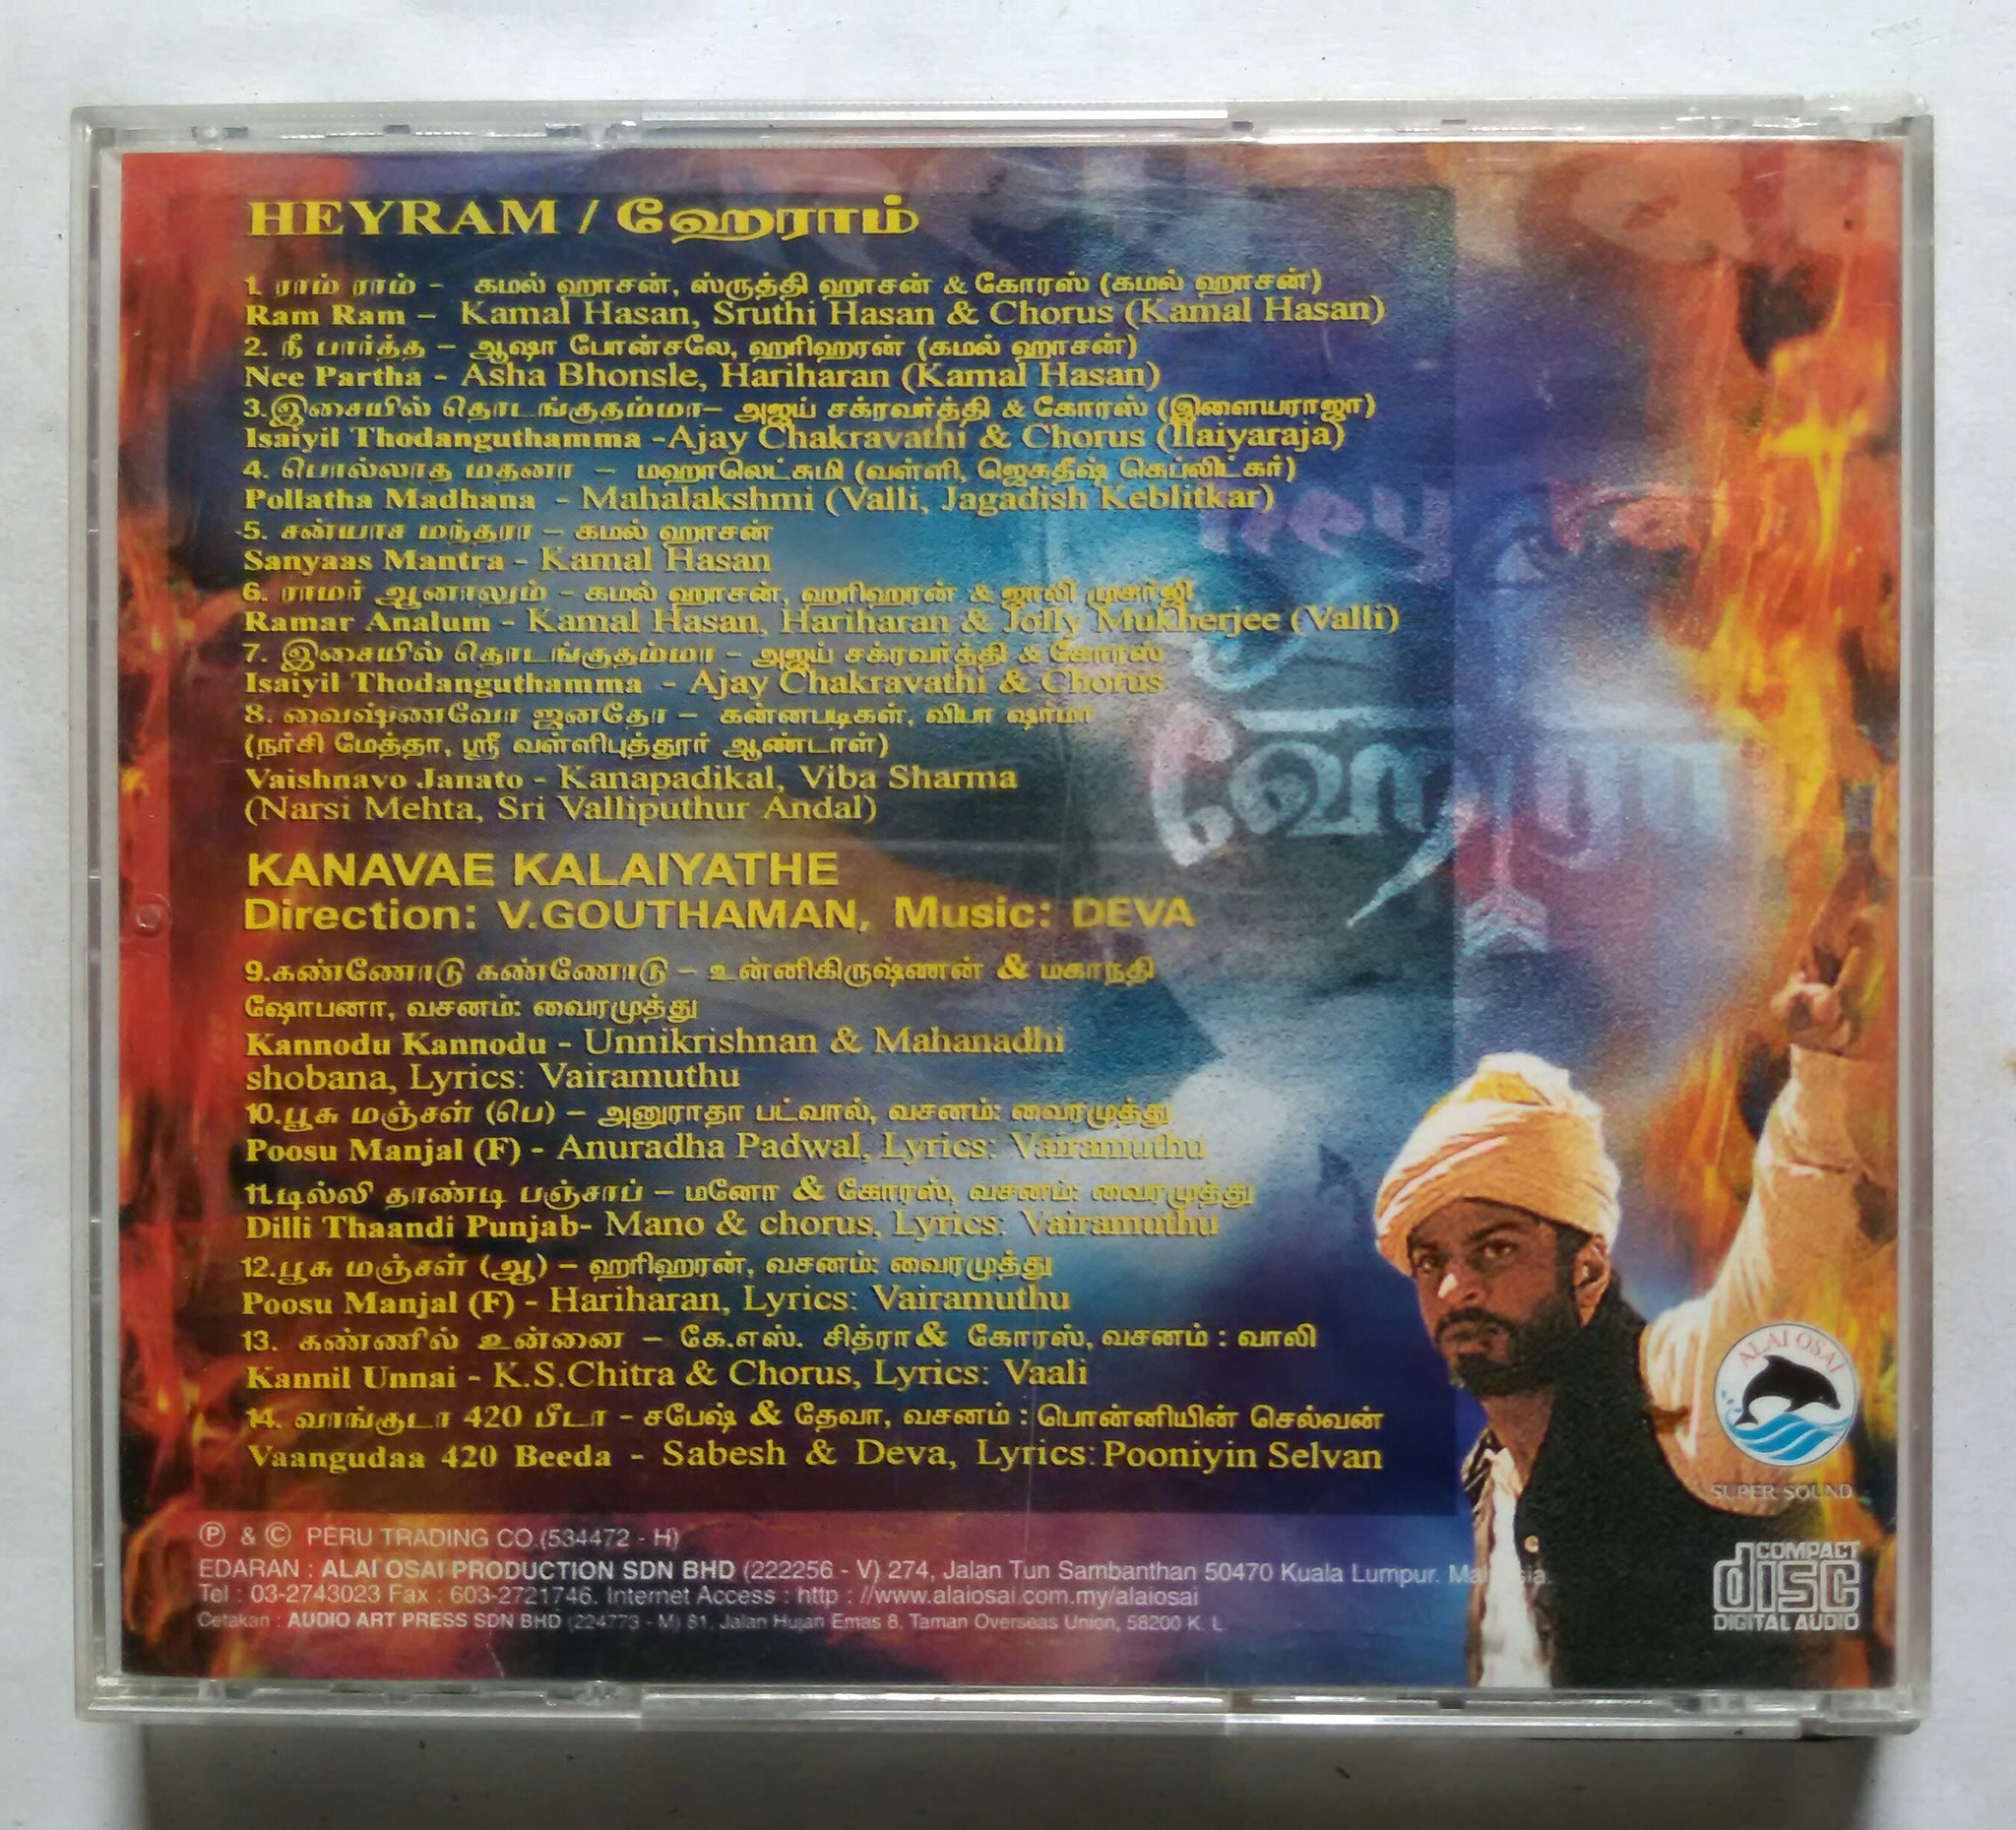 HEYRAM / ஹேராம்
1. ராம் ராம் - கமல் ஹாசன், ஸ்ருத்தி ஹாசன் & கோரஸ் (கமல் ஹாசன்)
Ram Ram – Kamal Hasan, Sruthi Hasan & Chorus (Kamal Hasan)
2. நீ பார்த்த – ஆஷா போன்சலே, ஹரிஹரன் (கமல் ஹாசன்)
Nee Partha - Asha Bhonsle, Hariharan (Kamal Hasan)
3.இசையில் தொடங்குதம்மா– அஜய் சக்ரவர்த்தி & கோரஸ் (இளையராஜா)
Isaiyil Thodanguthamma -Ajay Chakravathi & Chorus (Ilaiyaraja)
4. பொல்லாத மதனா – மஹாலெட்சுமி (வள்ளி, ஜெகதீஷ் கெப்லிட்கர்)
Pollatha Madhana - Mahalakshmi (Valli, Jagadish Keblitkar)
5. சன்யாச மந்தரா – கமல் ஹாசன்
Sanyaas Mantra - Kamal Hasan
6. ராமர் ஆனாலும் - கமல் ஹாசன், ஹரிஹரன் & ஜாலி முகர்ஜி
Ramar Analum - Kamal Hasan, Hariharan & Jolly Mukherjee (Valli)
7. இசையில் தொடங்குதம்மா - அஜய் சக்ரவர்த்தி & கோரஸ்
Isaiyil Thodanguthamma - Ajay Chakravathi & Chorus
8. வைஷ்ணவோ ஜனதோ – கன்னபடிகள், விபா ஷர்மா
(நர்சி மேத்தா, ஸ்ரீ வள்ளிபுத்தூர் ஆண்டாள்)
Vaishnavo Janato - Kanapadikal, Viba Sharma
(Narsi Mehta, Sri Valliputhur Andal)
ஹேரா
KANAVAE KALAIYATHE
Direction: V.GOUTHAMAN, Music: DEVA
9.கண்ணோடு கண்ணோடு – உன்னிகிருஷ்ணன் & மகாநதி
ஷோபனா, வசனம்: வைரமுத்து
Kannodu Kannodu - Unnikrishnan & Mahanadhi
shobana, Lyrics: Vairamuthu
10.பூசு மஞ்சள் (பெ) – அனுராதா பட்வால், வசனம்: வைரமுத்து
Poosu Manjal (F) - Anuradha Padwal, Lyrics: Vairamuthu
11.டில்லி தாண்டி பஞ்சாப் – மனோ & கோரஸ், வசனம்: வைரமுத்து
Dilli Thaandi Punjab- Mano & chorus, Lyrics: Vairamuthu
12.பூசு மஞ்சள் (ஆ) – ஹரிஹரன், வசனம்: வைரமுத்து
Poosu Manjal (F) - Hariharan, Lyrics: Vairamuthu
13. கண்ணில் உன்னை – கே.எஸ். சித்ரா& கோரஸ், வசனம் : வாலி
Kannil Unnai - K.S.Chitra & Chorus, Lyrics: Vaali
14. வாங்குடா 420 பீடா - சபேஷ் & தேவா, வசனம் : பொன்னியின் செல்வன்
Vaangudaa 420 Beeda - Sabesh & Deva, Lyrics: Pooniyin Selvan
ALAI OSAI
SUPER SOUND
℗ & © PERU TRADING CO.(534472 - H)
EDARAN : ALAI OSAI PRODUCTION SDN BHD (222256 - V) 274, Jalan Tun Sambanthan 50470 Kuala Lumpur.
Tel : 03-2743023 Fax : 603-2721746. Internet Access : http : //www.alaiosai.com.my/alaiosai
Cetakan : AUDIO ART PRESS SDN BHD (224773 - M) 81, Jalan Hujan Emas 8, Taman Overseas Union, 58200 K. L
COMPACT
disc
DIGITAL AUDIO